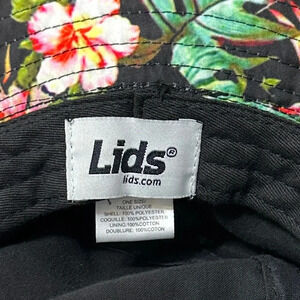 Lids®
lids.com
ONE SIZE
TAILLE UNIQUE
SHELL: 100% POLYESTER
COQUILLE: 100%POLYESTER
LINING:100%COTTON
DOUBLURE: 100%COTTON